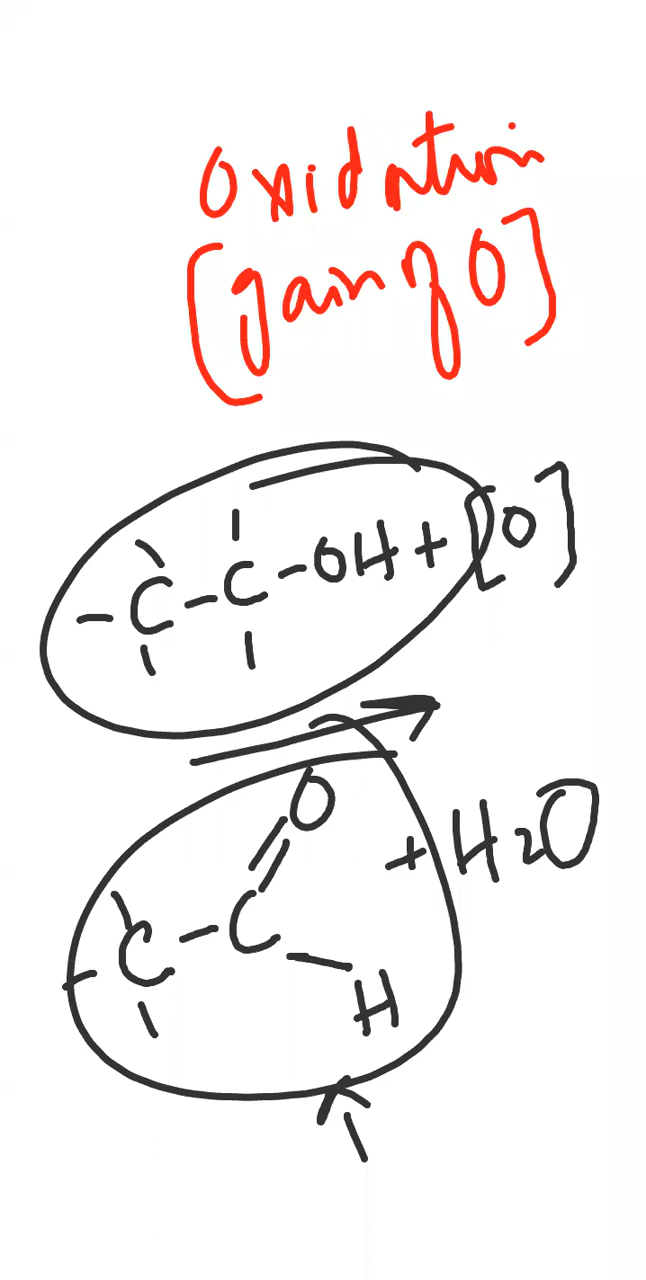 Oxidation
[gain of O]
-C-C-OH + [O]
O
+ H2O
-C-C
H